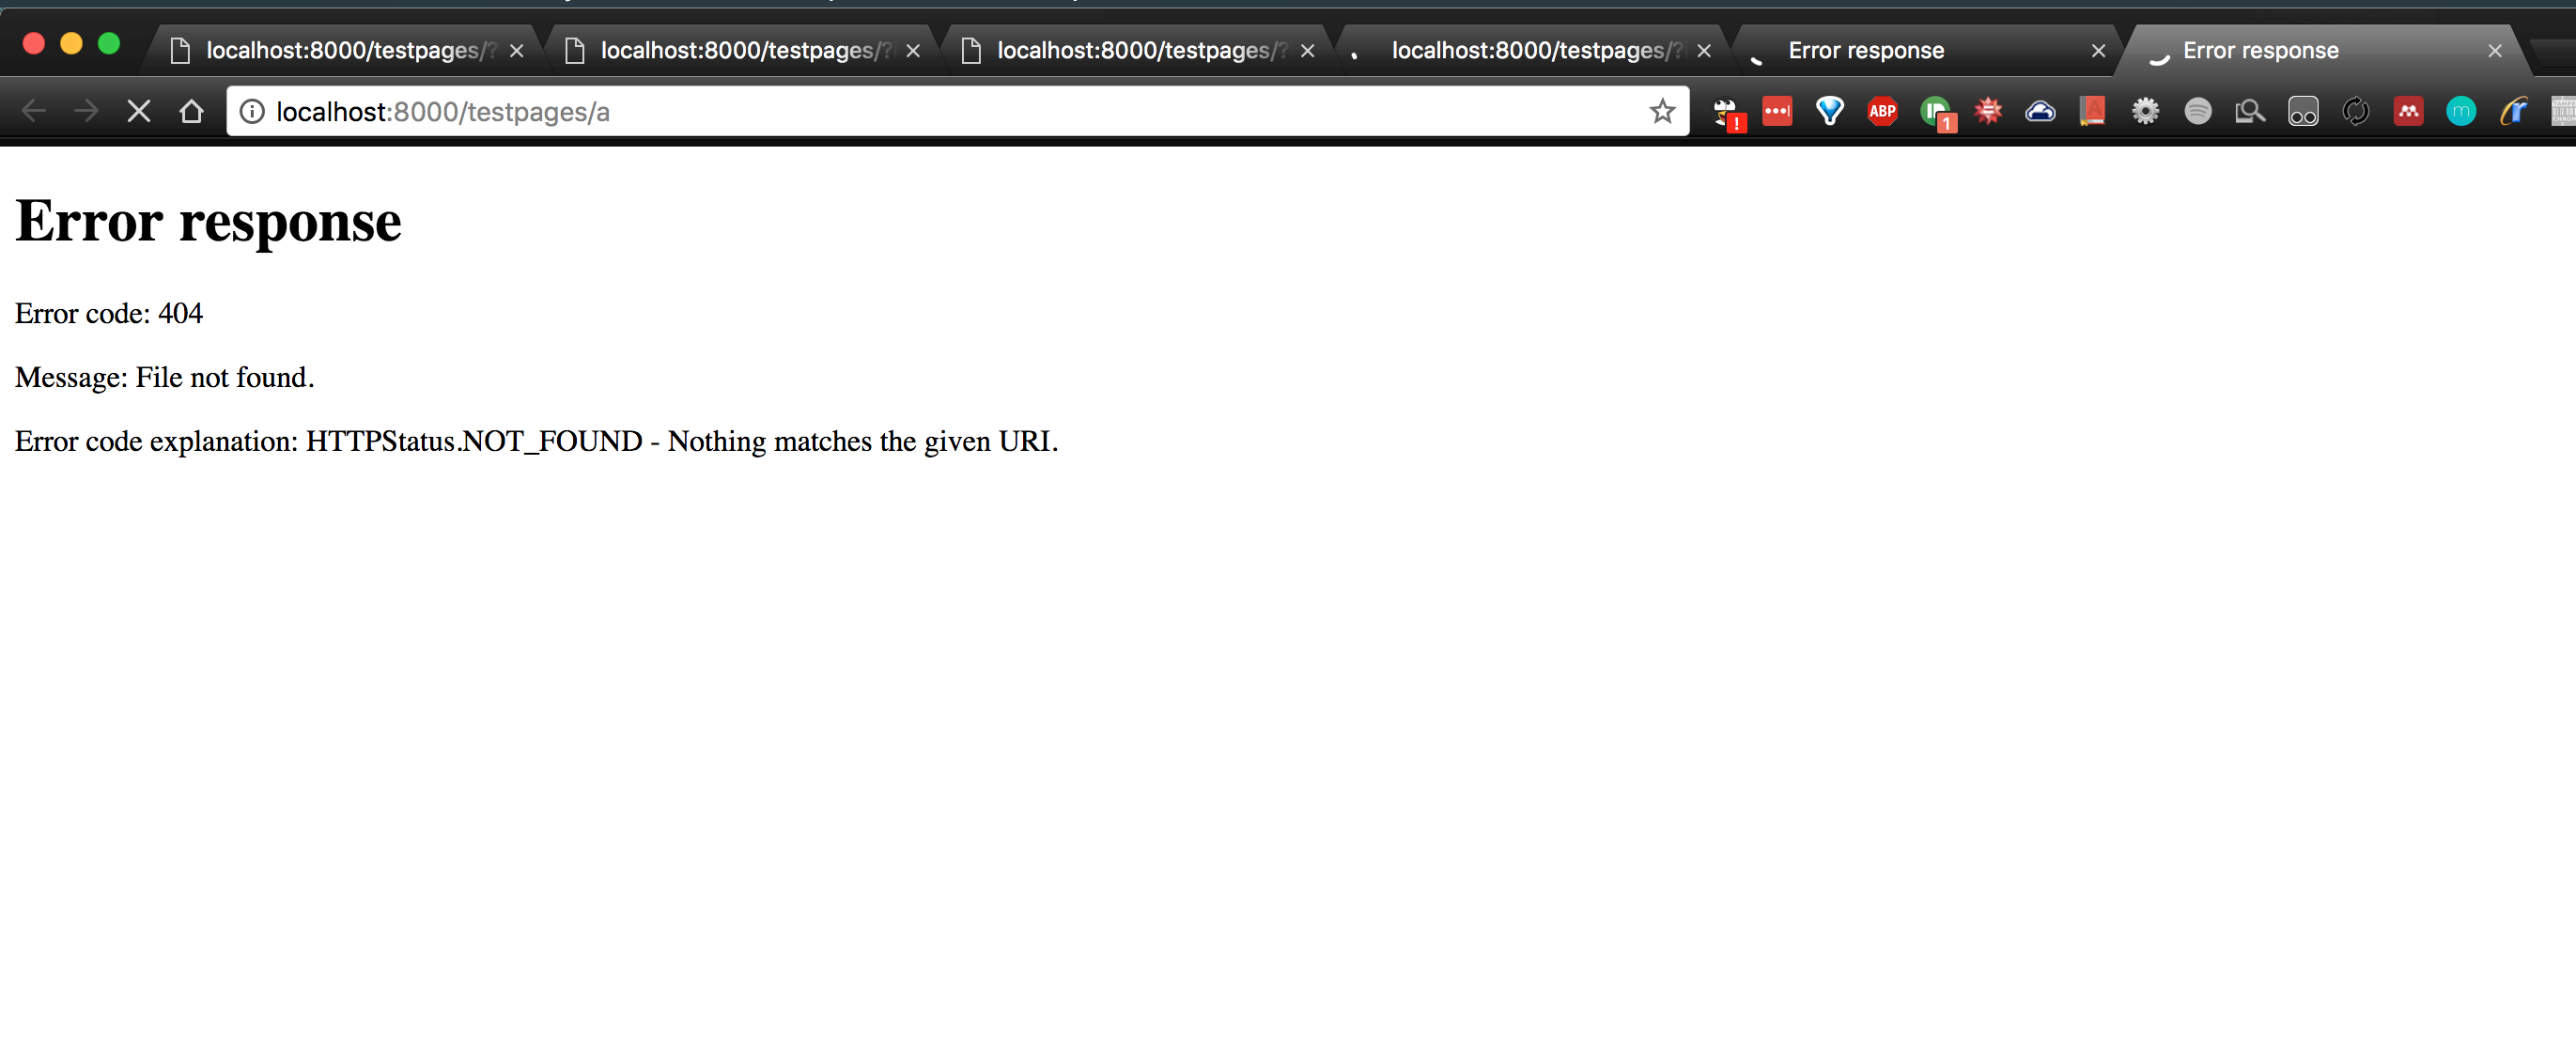 localhost:8000/testpages/?
localhost:8000/testpages/?
localhost:8000/testpages/?
localhost:8000/testpages/?
Error response
Error response
localhost:8000/testpages/a
!
ABP
1
A
m
r
Error response
Error code: 404
Message: File not found.
Error code explanation: HTTPStatus.NOT_FOUND - Nothing matches the given URI.